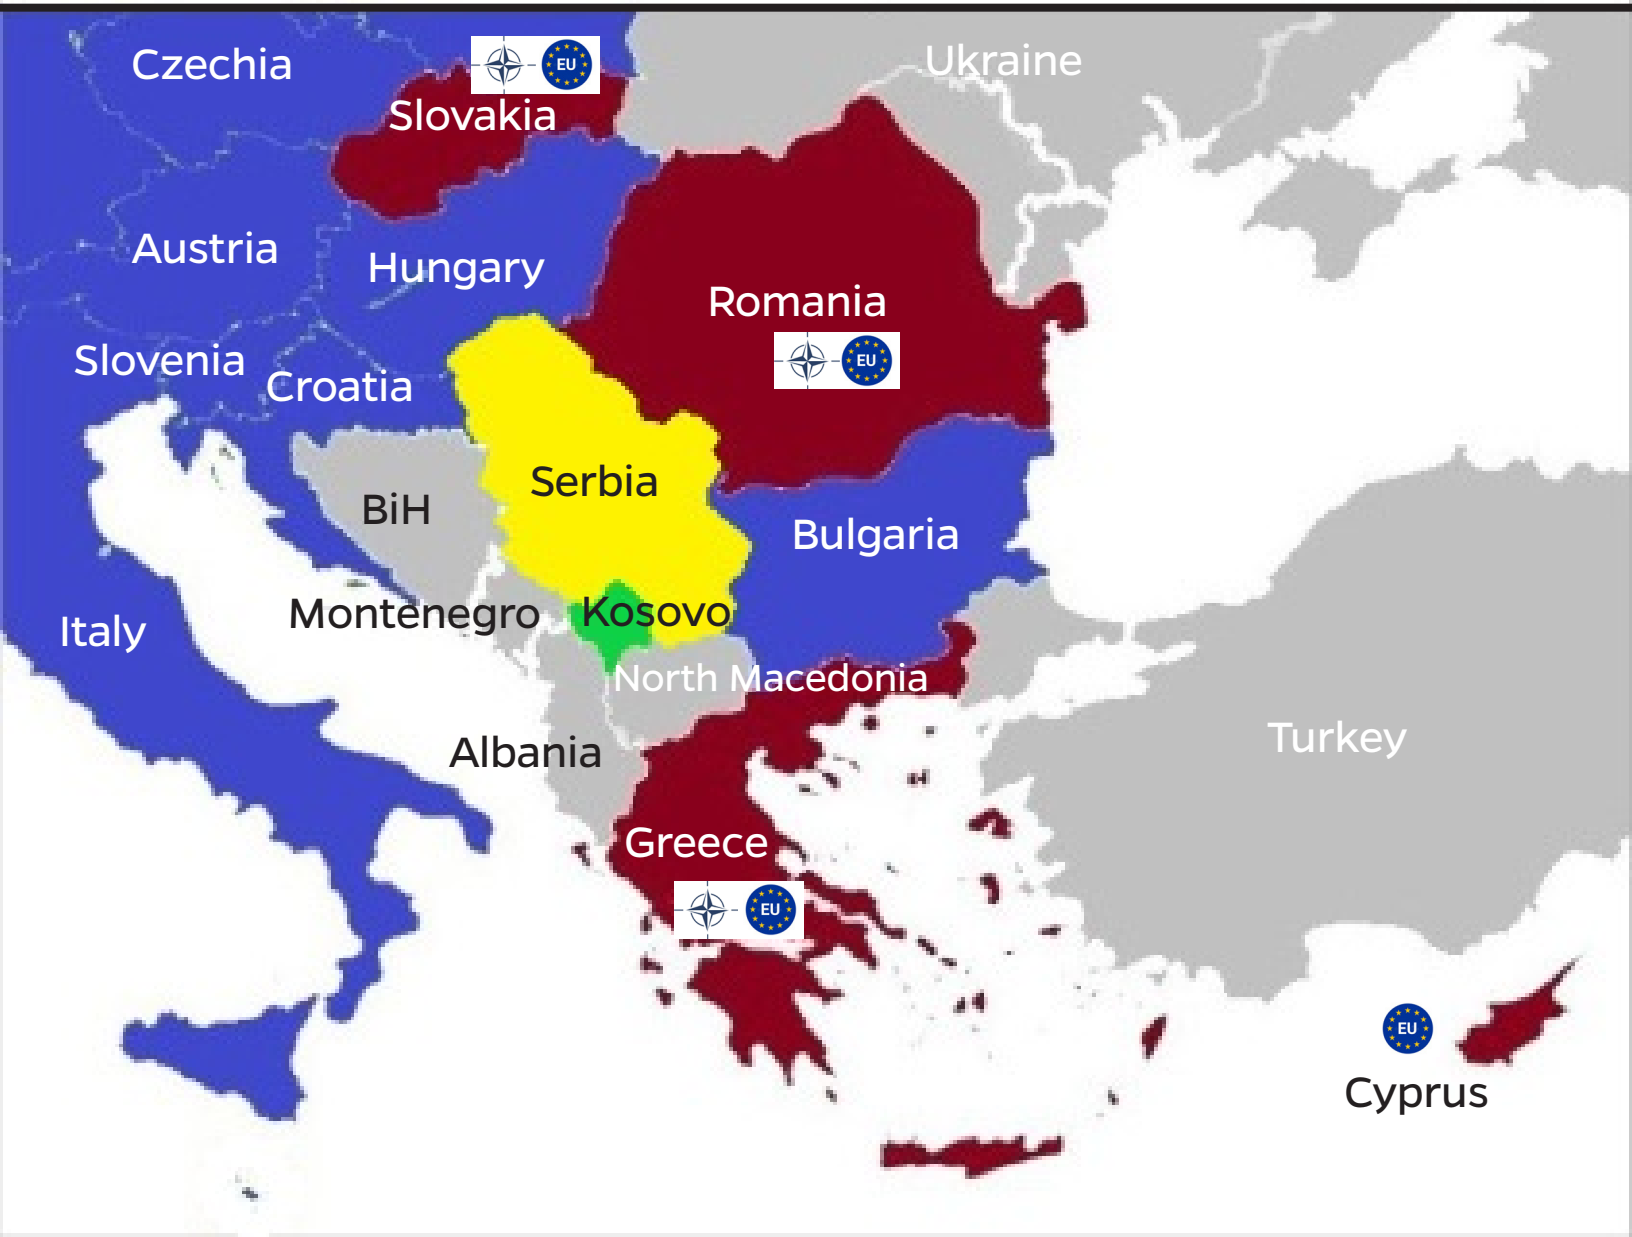 Czechia
EU
Ukraine
Slovakia
Austria
Hungary
Romania
EU
Slovenia
Croatia
Serbia
BiH
Bulgaria
Montenegro
Kosovo
Italy
North Macedonia
Turkey
Albania
Greece
EU
EU
Cyprus